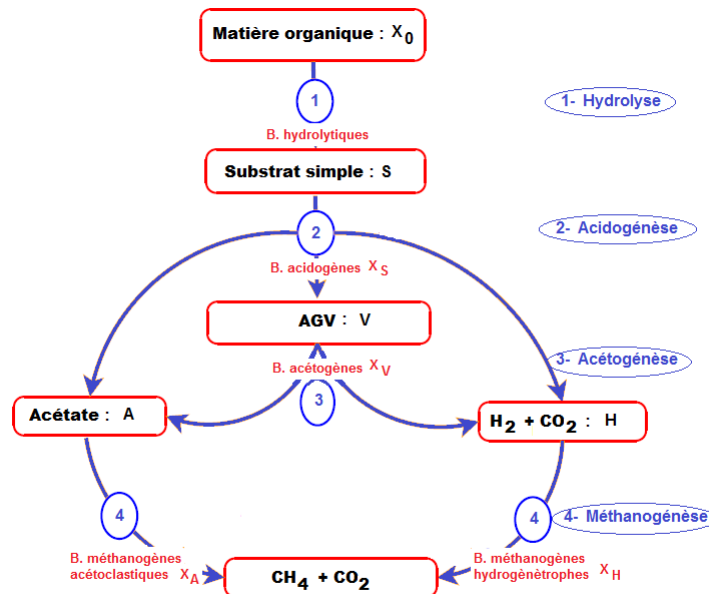 Matière organique : X0
1
1- Hydrolyse
B. hydrolytiques
Substrat simple : S
2
2- Acidogénèse
B. acidogènes XS
AGV : V
3- Acétogénèse
B. acétogènes XV
3
Acétate : A
H2 + CO2 : H
4
4
4- Méthanogénèse
B. méthanogènes
acétoclastiques XA
B. méthanogènes
hydrogènètrophes XH
CH4 + CO2